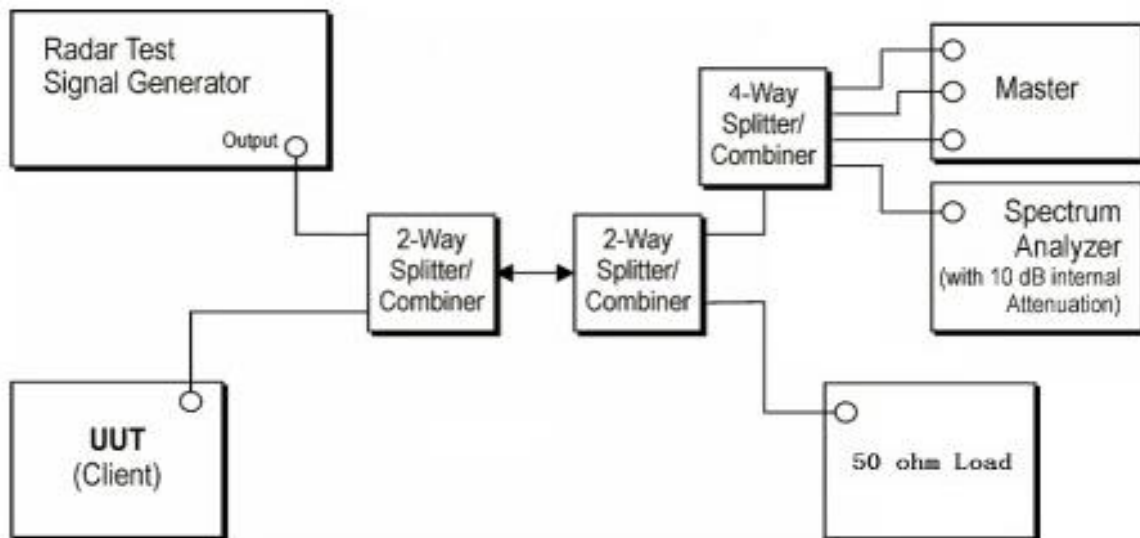 Radar Test
Signal Generator
Output
4-Way
Splitter/
Combiner
Master
Spectrum
Analyzer
(with 10 dB internal
Attenuation)
2-Way
Splitter/
Combiner
2-Way
Splitter/
Combiner
UUT
(Client)
50 ohm Load